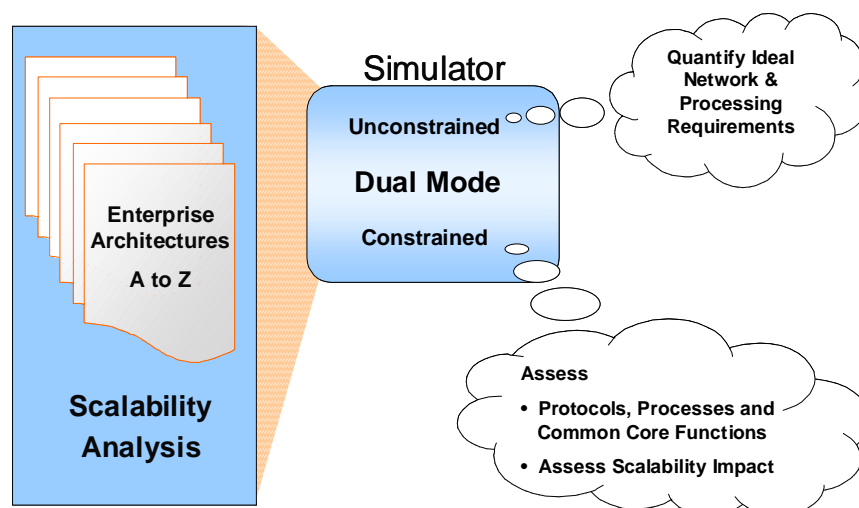 Enterprise
Architectures
A to Z
Scalability
Analysis
Simulator
Unconstrained
Dual Mode
Constrained
Quantify Ideal
Network &
Processing
Requirements
Assess
• Protocols, Processes and
Common Core Functions
• Assess Scalability Impact